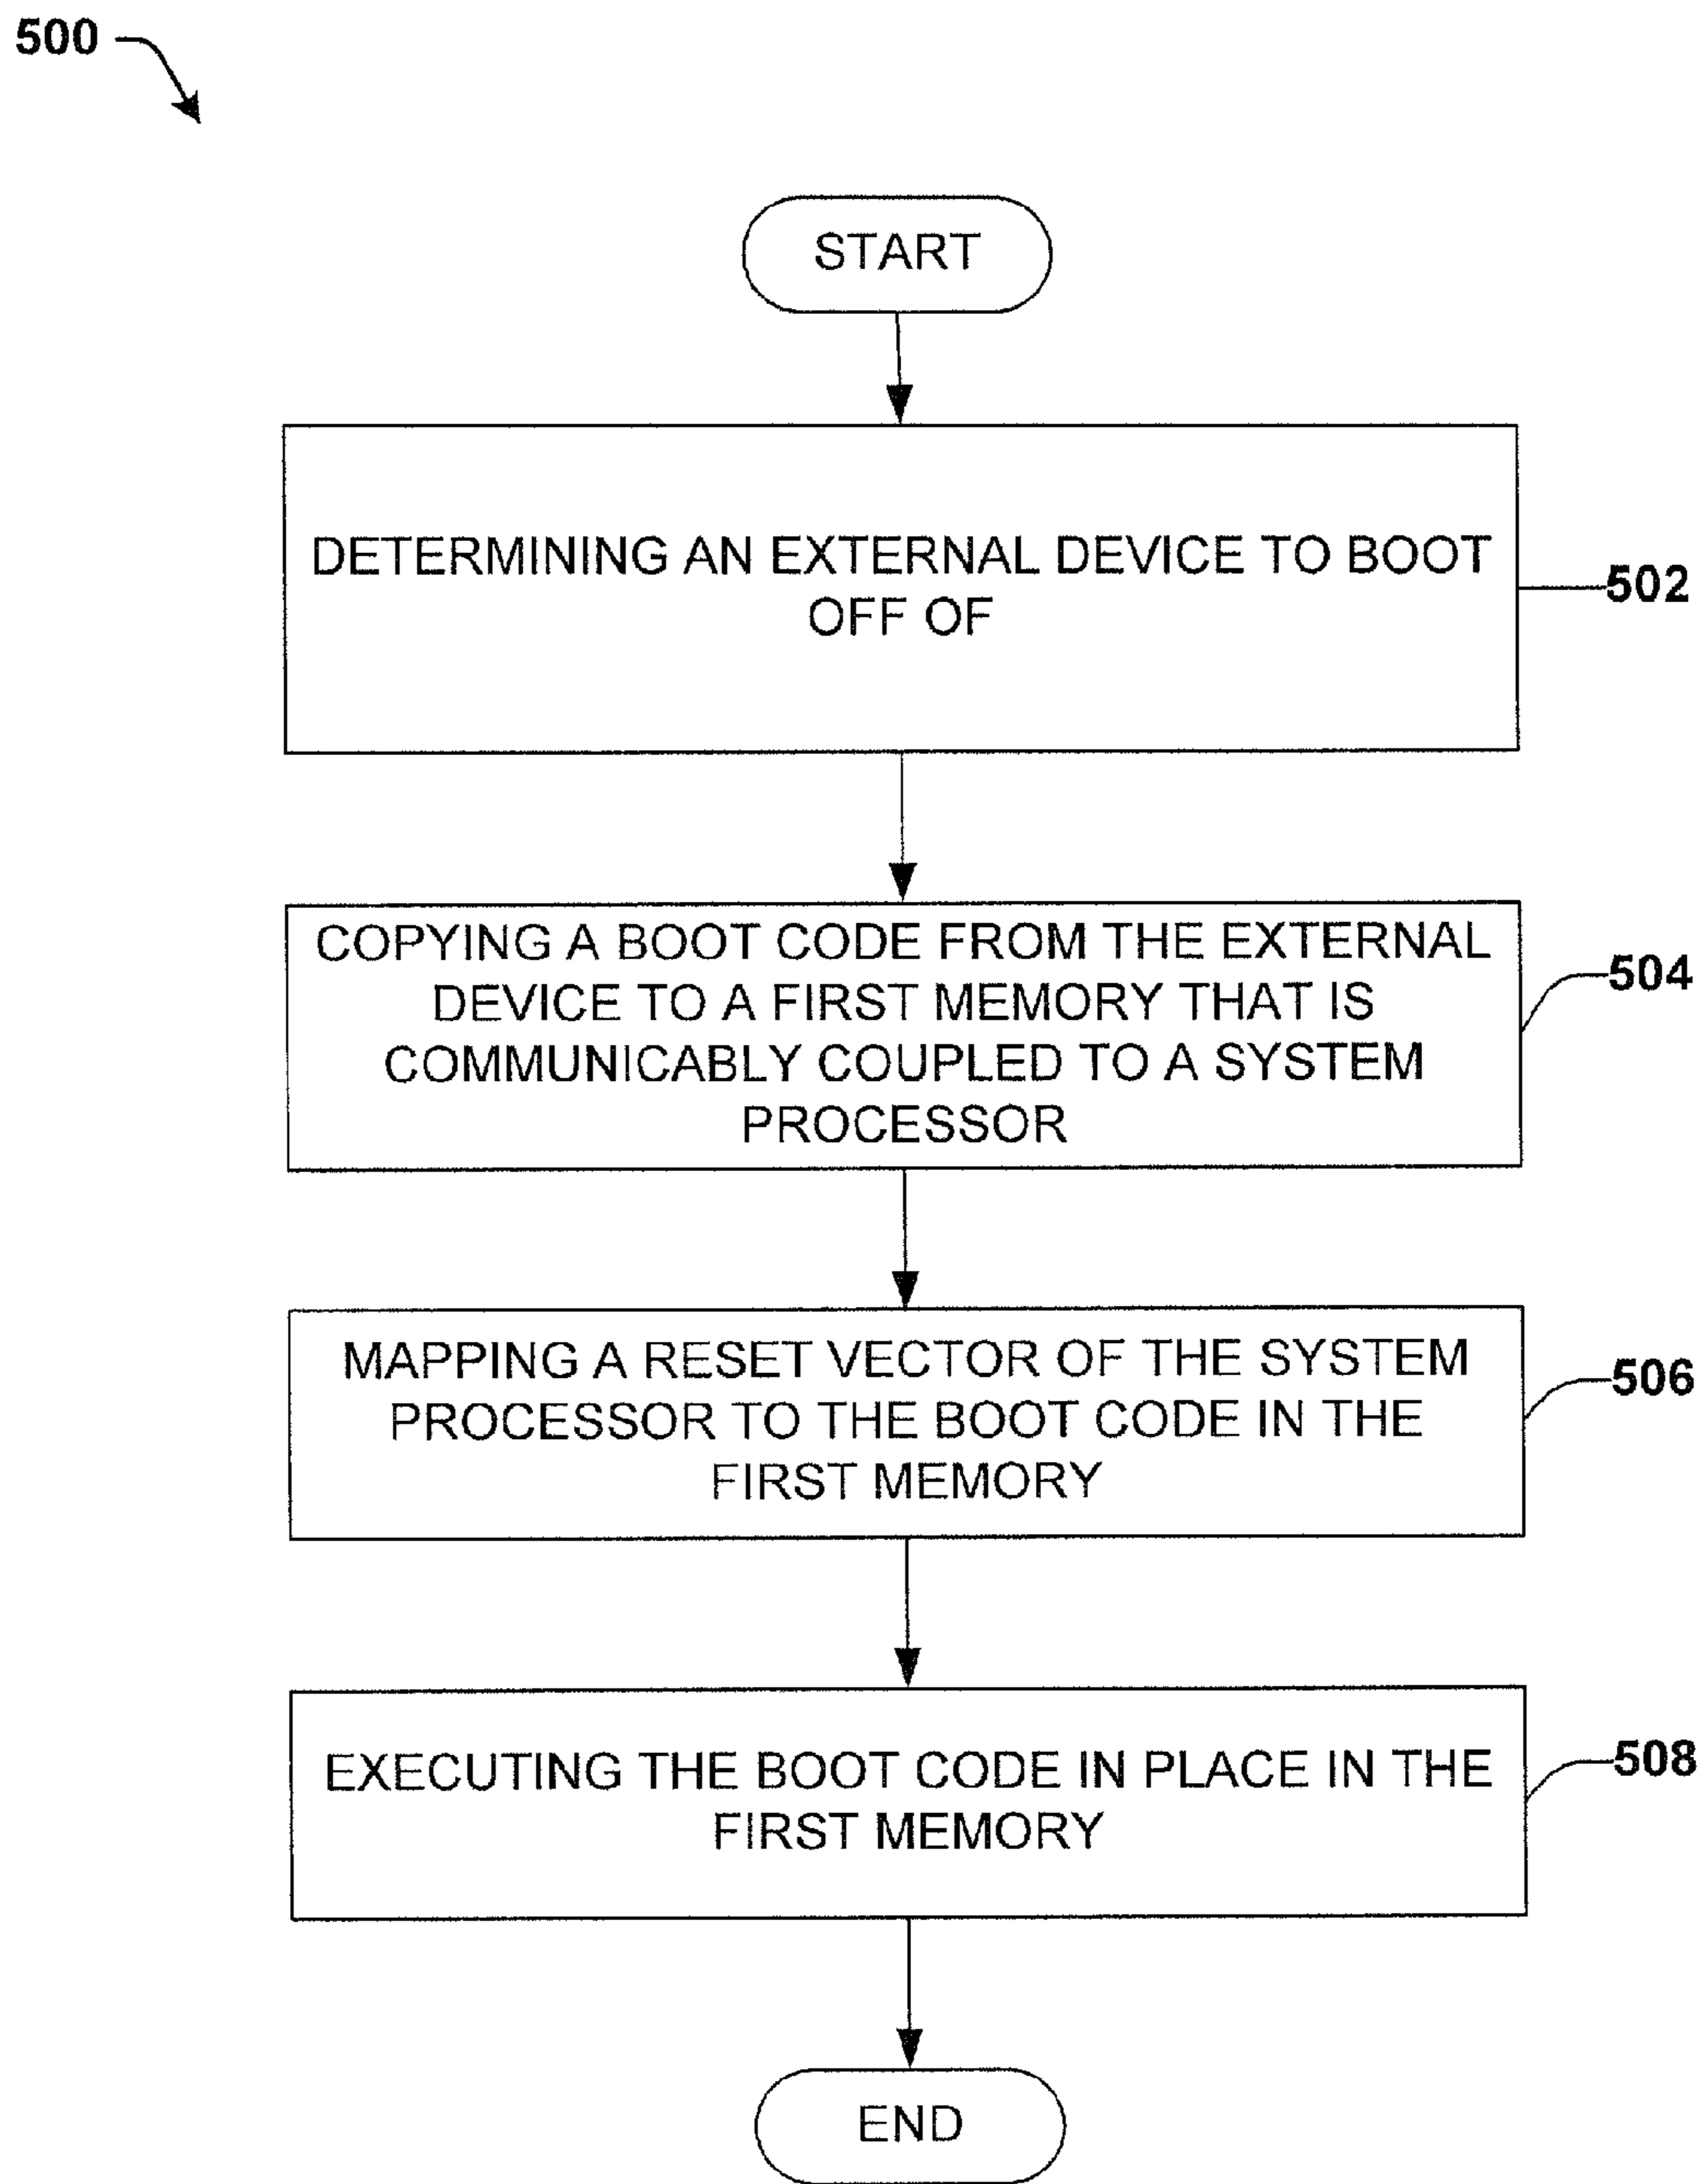 500
START
DETERMINING AN EXTERNAL DEVICE TO BOOT
OFF OF
502
COPYING A BOOT CODE FROM THE EXTERNAL
DEVICE TO A FIRST MEMORY THAT IS
COMMUNICABLY COUPLED TO A SYSTEM
PROCESSOR
504
MAPPING A RESET VECTOR OF THE SYSTEM
PROCESSOR TO THE BOOT CODE IN THE
FIRST MEMORY
506
EXECUTING THE BOOT CODE IN PLACE IN THE
FIRST MEMORY
508
END